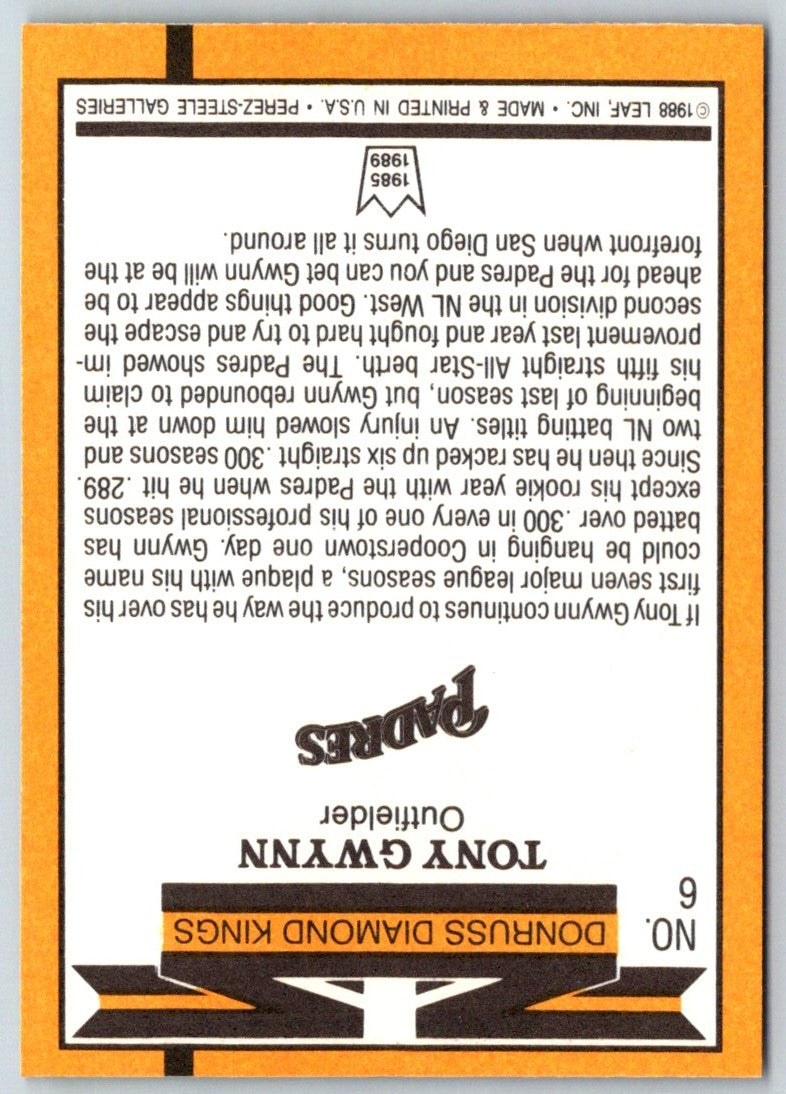 NO.
6
DONRUSS DIAMOND KINGS
TONY GWYNN
Outfielder
PADRES
If Tony Gwynn continues to produce the way he has over his
first seven major league seasons, a plaque with his name
could be hanging in Cooperstown one day. Gwynn has
batted over .300 in every one of his professional seasons
except his rookie year with the Padres when he hit .289.
Since then he has racked up six straight .300 seasons and
two NL batting titles. An injury slowed him down at the
beginning of last season, but Gwynn rebounded to claim
his fifth straight All-Star berth. The Padres showed im-
provement last year and fought hard to try and escape the
second division in the NL West. Good things appear to be
ahead for the Padres and you can bet Gwynn will be at the
forefront when San Diego turns it all around.
1985
1989
© 1988 LEAF, INC. • MADE & PRINTED IN U.S.A. • PEREZ-STEELE GALLERIES